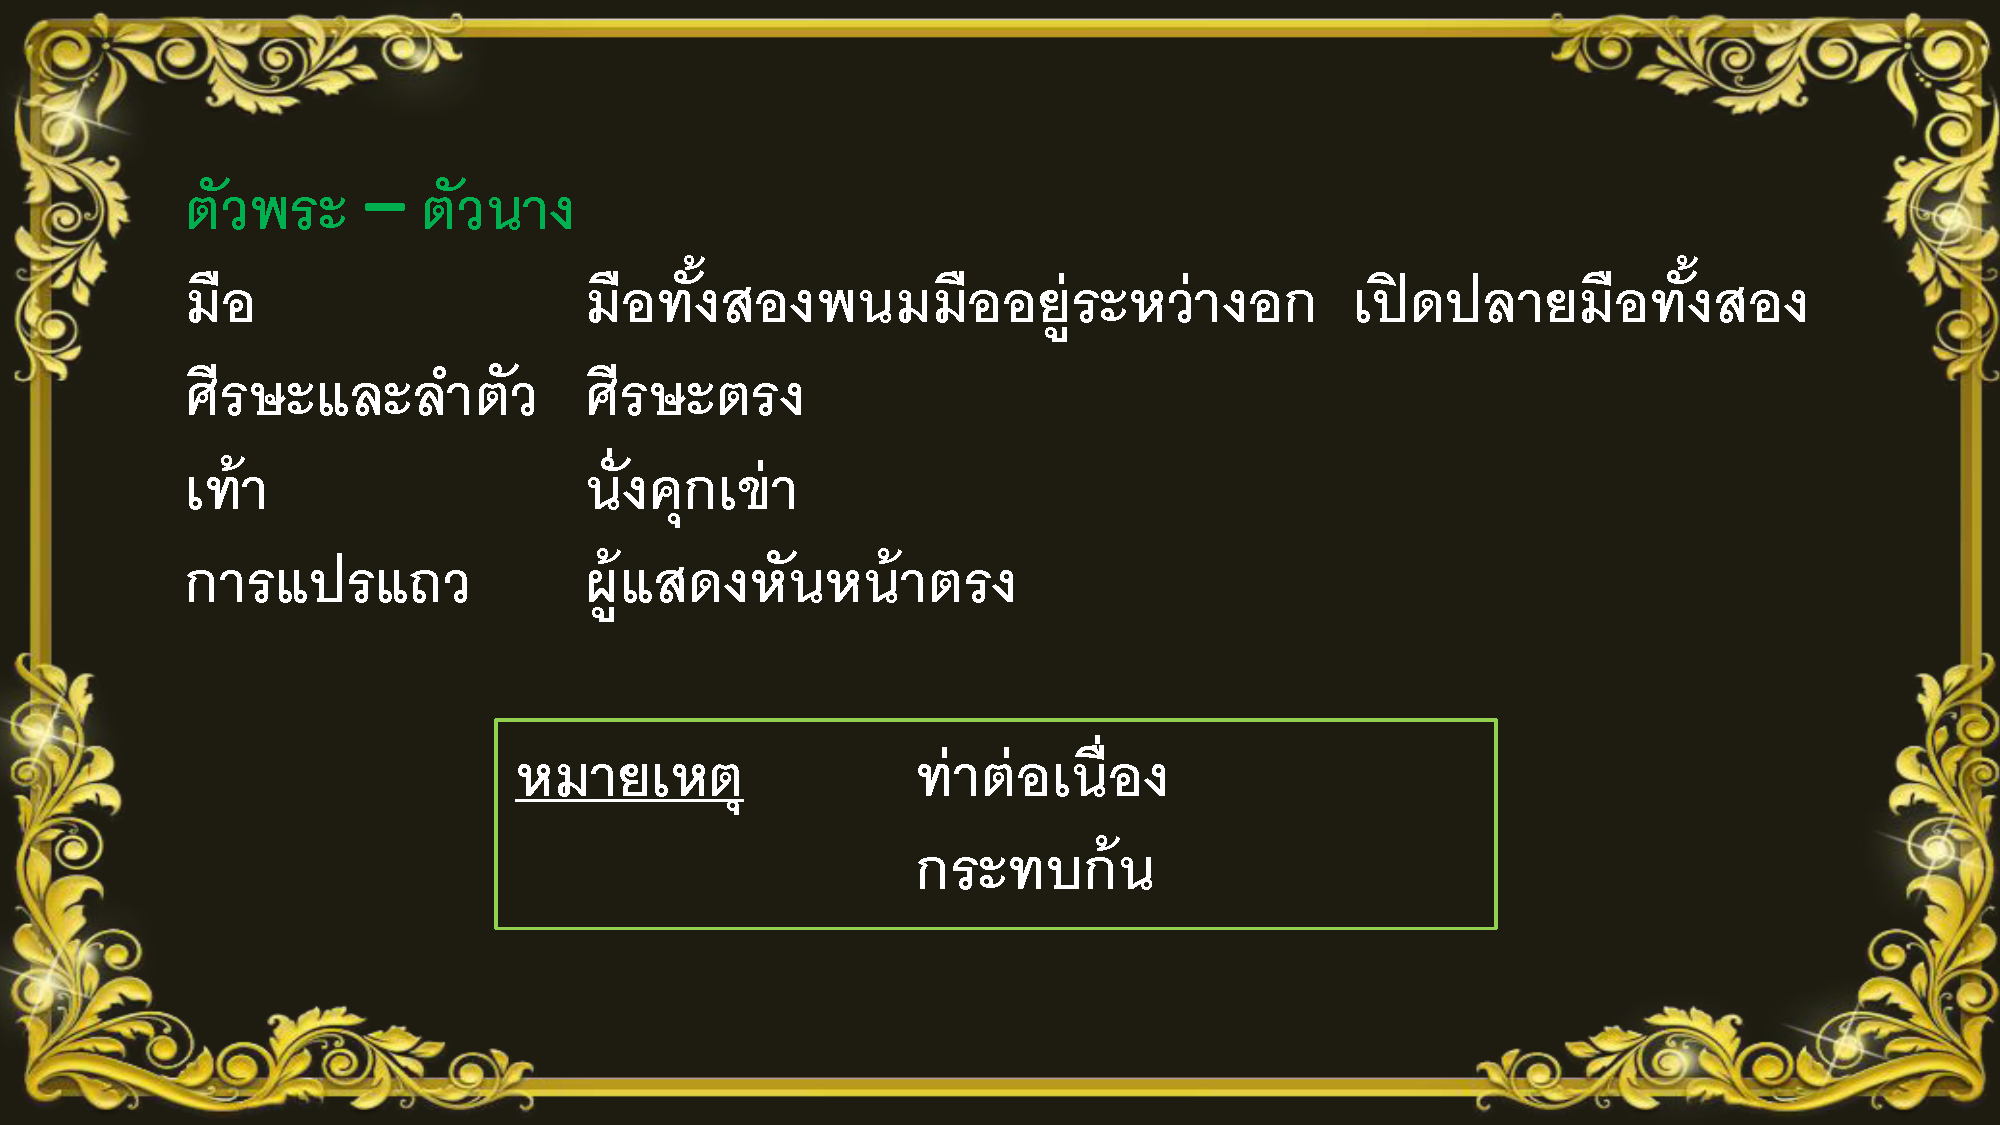 ตัวพระ – ตัวนาง
มือ มือทั้งสองพนมมืออยู่ระหว่างอก เปิดปลายมือทั้งสอง
ศีรษะและลำตัว ศีรษะตรง
เท้า นั่งคุกเข่า
การแปรแถว ผู้แสดงหันหน้าตรง
หมายเหตุ ท่าต่อเนื่อง
กระทบก้น